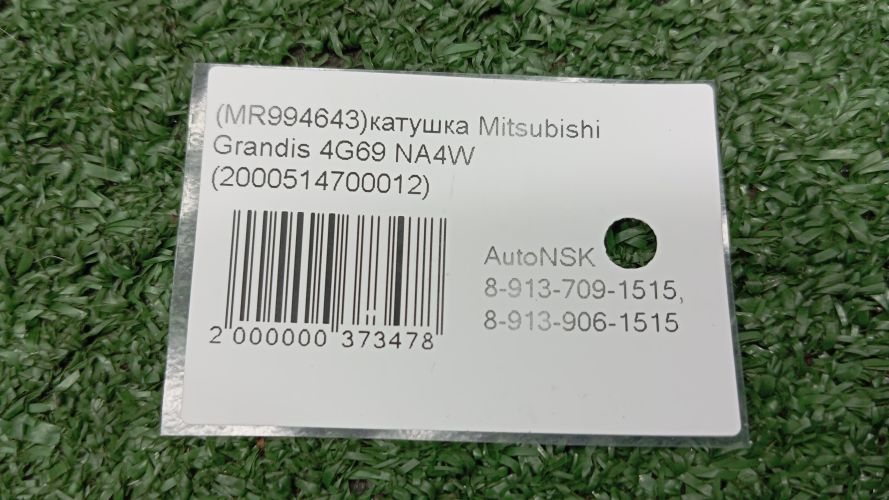 (MR994643)катушка Mitsubishi
Grandis 4G69 NA4W
(2000514700012)
AutoNSK
8-913-709-1515,
8-913-906-1515
2 000000 373478